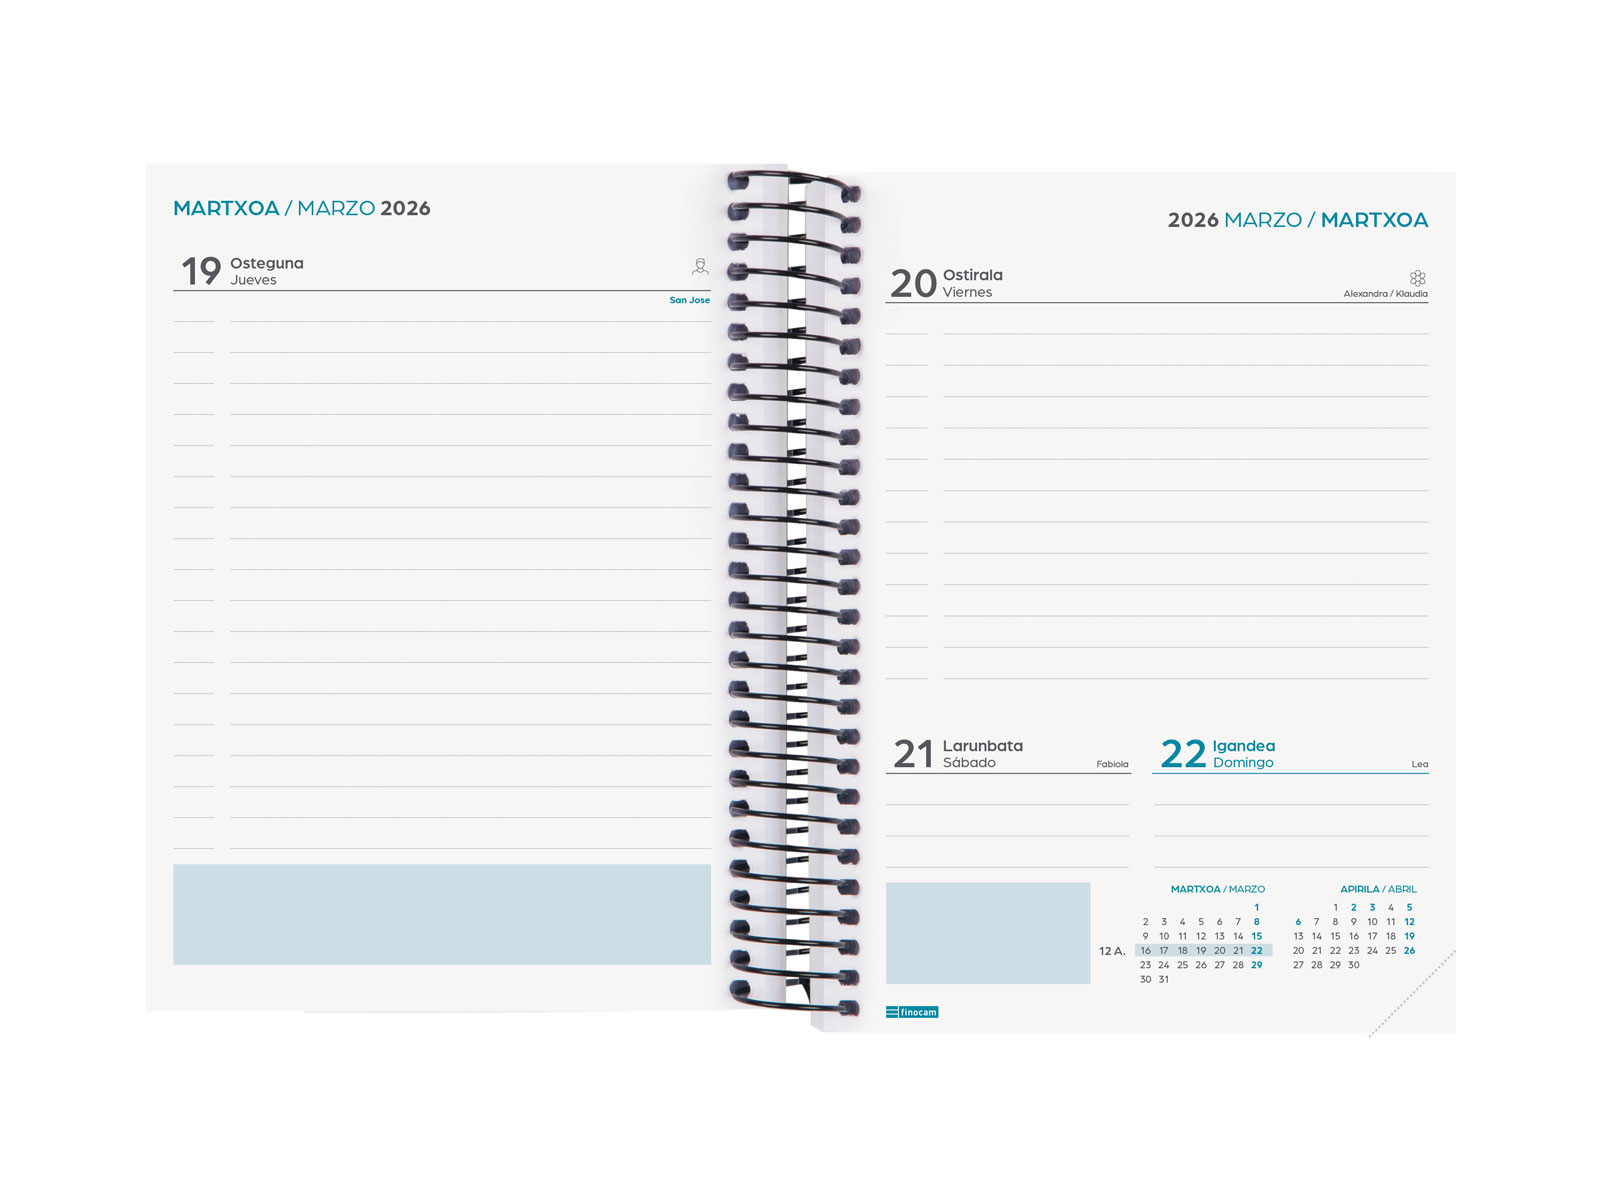 MARTXOA / MARZO 2026
19 Osteguna
Jueves
San Jose
2026 MARZO / MARTXOA
20 Ostirala
Viernes
Alexandra / Klaudia
21 Larunbata
Sábado
Fabiola
22 Igandea
Domingo
Lea
MARTXOA / MARZO
1
2 3 4 5 6 7 8
9 10 11 12 13 14 15
12 A. 16 17 18 19 20 21 22
23 24 25 26 27 28 29
30 31
APIRILA / ABRIL
1 2 3 4 5
6 7 8 9 10 11 12
13 14 15 16 17 18 19
20 21 22 23 24 25 26
27 28 29 30
finocam